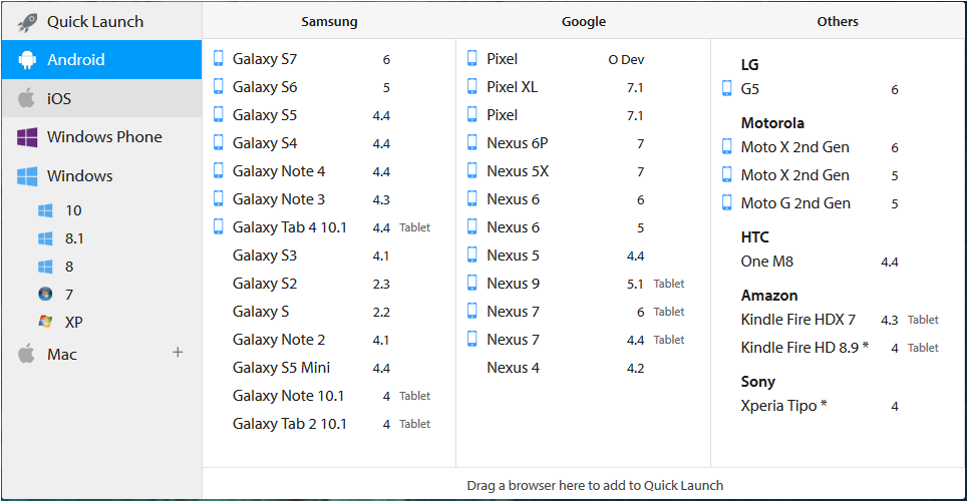 Quick Launch
Android
iOS
Windows Phone
Windows
10
8.1
8
7
XP
Mac +
Samsung
Galaxy S7 6
Galaxy S6 5
Galaxy S5 4.4
Galaxy S4 4.4
Galaxy Note 4 4.4
Galaxy Note 3 4.3
Galaxy Tab 4 10.1 4.4 Tablet
Galaxy S3 4.1
Galaxy S2 2.3
Galaxy S 2.2
Galaxy Note 2 4.1
Galaxy S5 Mini 4.4
Galaxy Note 10.1 4 Tablet
Galaxy Tab 2 10.1 4 Tablet
Google
Pixel O Dev
Pixel XL 7.1
Pixel 7.1
Nexus 6P 7
Nexus 5X 7
Nexus 6 6
Nexus 6 5
Nexus 5 4.4
Nexus 9 5.1 Tablet
Nexus 7 6 Tablet
Nexus 7 4.4 Tablet
Nexus 4 4.2
Others
LG
G5 6
Motorola
Moto X 2nd Gen 6
Moto X 2nd Gen 5
Moto G 2nd Gen 5
HTC
One M8 4.4
Amazon
Kindle Fire HDX 7 4.3 Tablet
Kindle Fire HD 8.9 * 4 Tablet
Sony
Xperia Tipo * 4
Drag a browser here to add to Quick Launch